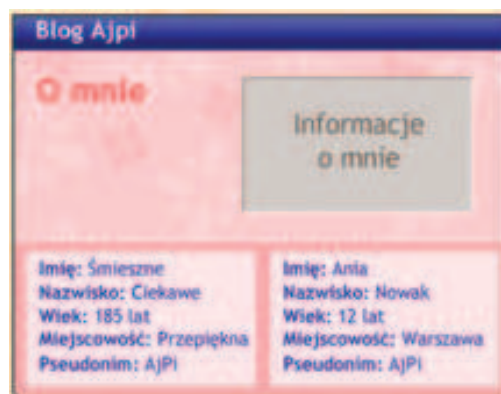 Blog Ajpi
O mnie
Informacje
o mnie
Imię: Śmieszne
Nazwisko: Ciekawe
Wiek: 185 lat
Miejscowość: Przepiękna
Pseudonim: AjPi
Imię: Ania
Nazwisko: Nowak
Wiek: 12 lat
Miejscowość: Warszawa
Pseudonim: AjPi